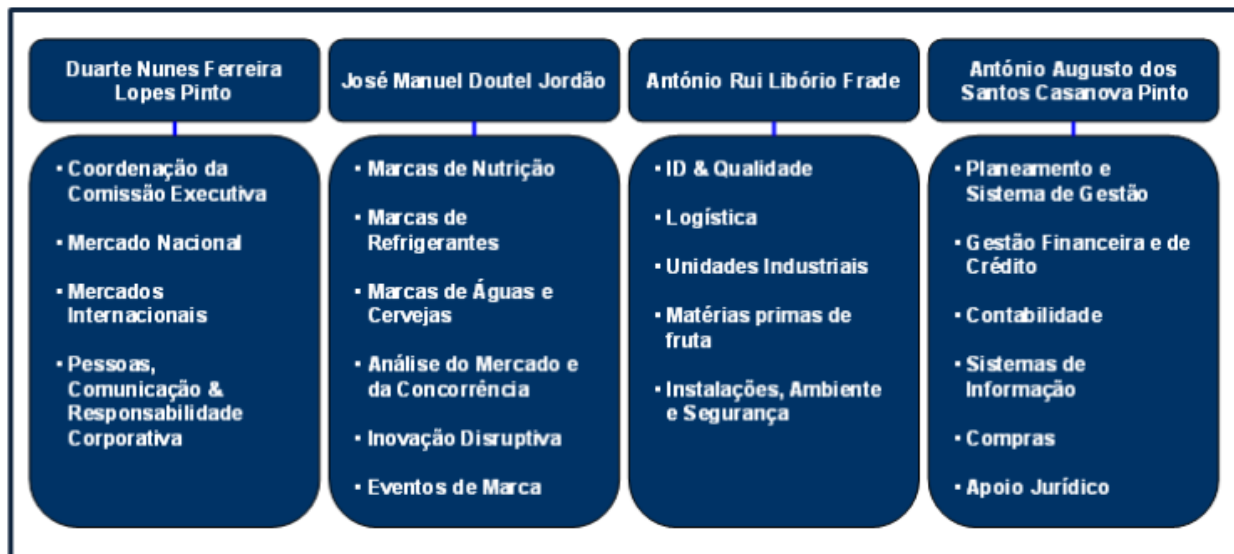 Duarte Nunes Ferreira
Lopes Pinto
▪ Coordenação da
Comissão Executiva
▪ Mercado Nacional
▪ Mercados
Internacionais
▪ Pessoas,
Comunicação &
Responsabilidade
Corporativa
José Manuel Doutel Jordão
▪ Marcas de Nutrição
▪ Marcas de
Refrigerantes
▪ Marcas de Águas e
Cervejas
▪ Análise do Mercado e
da Concorrência
▪ Inovação Disruptiva
▪ Eventos de Marca
António Rui Libório Frade
▪ ID & Qualidade
▪ Logística
▪ Unidades Industriais
▪ Matérias primas de
fruta
▪ Instalações, Ambiente
e Segurança
António Augusto dos
Santos Casanova Pinto
▪ Planeamento e
Sistema de Gestão
▪ Gestão Financeira e de
Crédito
▪ Contabilidade
▪ Sistemas de
Informação
▪ Compras
▪ Apoio Jurídico